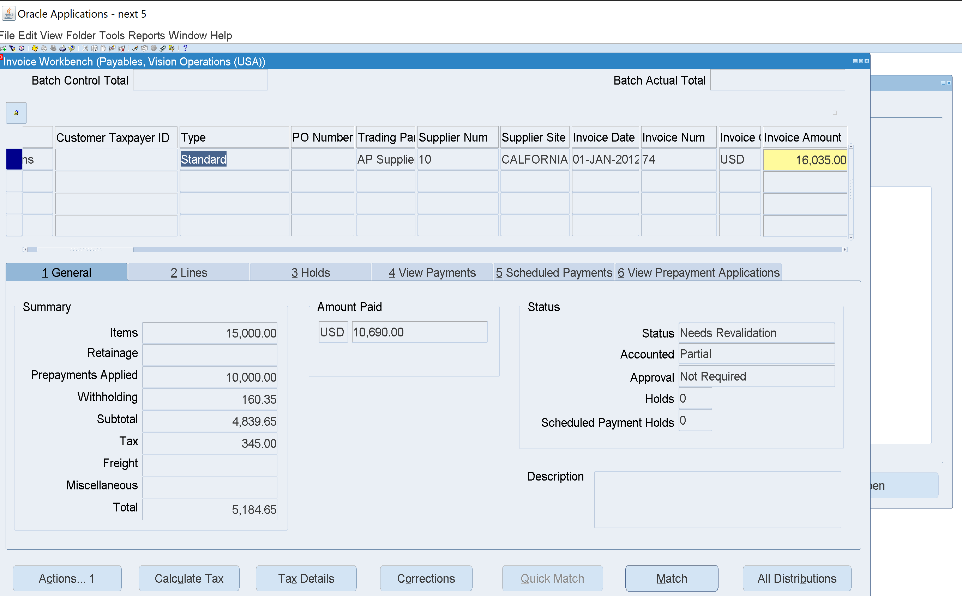 Oracle Applications - next 5
File Edit View Folder Tools Reports Window Help
Invoice Workbench (Payables, Vision Operations (USA))
Batch Control Total Batch Actual Total
Customer Taxpayer ID Type PO Number Trading Par Supplier Num Supplier Site Invoice Date Invoice Num Invoice C Invoice Amount
ns Standard AP Supplie 10 CALFORNIA 01-JAN-2012 74 USD 16,035.00
1 General 2 Lines 3 Holds 4 View Payments 5 Scheduled Payments 6 View Prepayment Applications
Summary Amount Paid Status
Items 15,000.00 USD 10,690.00 Status Needs Revalidation
Retainage Accounted Partial
Prepayments Applied 10,000.00 Approval Not Required
Withholding 160.35 Holds 0
Subtotal 4,839.65 Scheduled Payment Holds 0
Tax 345.00
Freight
Miscellaneous Description
Total 5,184.65
pen
Actions... 1 Calculate Tax Tax Details Corrections Quick Match Match All Distributions